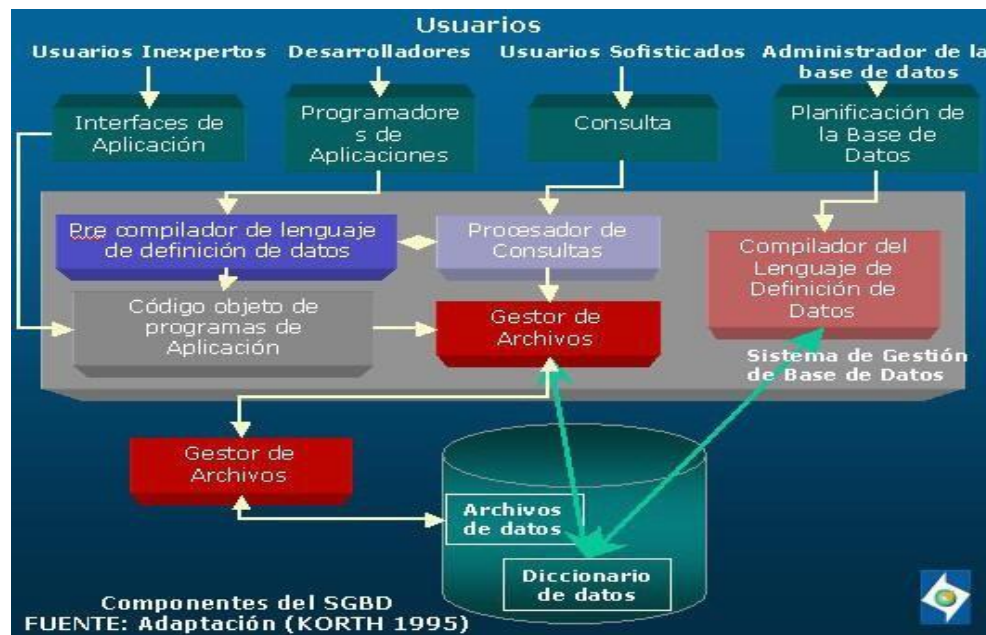 Usuarios
Usuarios Inexpertos
Desarrolladores
Usuarios Sofisticados
Administrador de la
base de datos
Interfaces de
Aplicación
Programadore
s de
Aplicaciones
Consulta
Planificación de
la Base de
Datos
Pre compilador de lenguaje
de definición de datos
Procesador de
Consultas
Compilador del
Lenguaje de
Definición de
Datos
Código objeto de
programas de
Aplicación
Gestor de
Archivos
Sistema de Gestión
de Base de Datos
Gestor de
Archivos
Archivos
de datos
Diccionario
de datos
Componentes del SGBD
FUENTE: Adaptación (KORTH 1995)